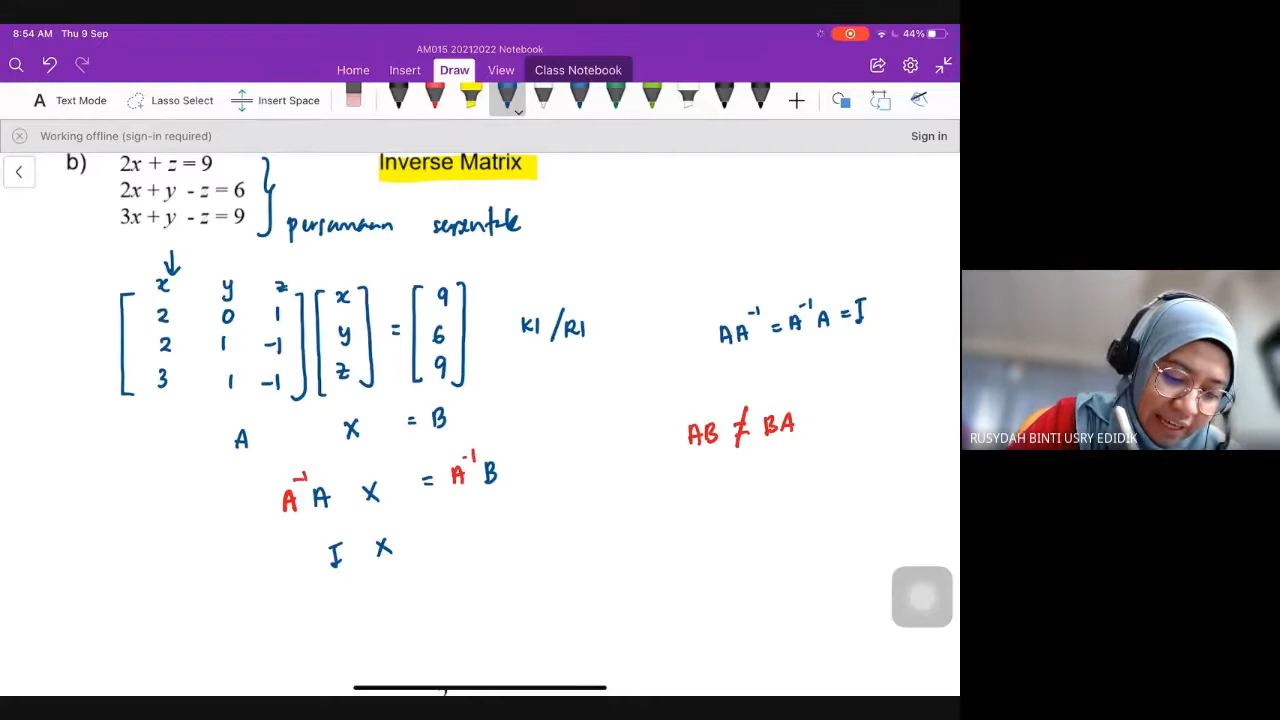 8:54 AM Thu 9 Sep
44%
AM015 20212022 Notebook
Home Insert Draw View Class Notebook
A Text Mode Lasso Select Insert Space
Working offline (sign-in required) Sign in
b) 2x + z = 9
2x + y - z = 6
3x + y - z = 9
Inverse Matrix
persamaan serentak
x y z
2 0 1
2 1 -1
3 1 -1
x
y
z
=
9
6
9
K1 / R1
AA⁻¹ = A⁻¹A = I
A X = B
AB ≠ BA
A⁻¹ A X = A⁻¹ B
I X
RUSYDAH BINTI USRY EDIDIK